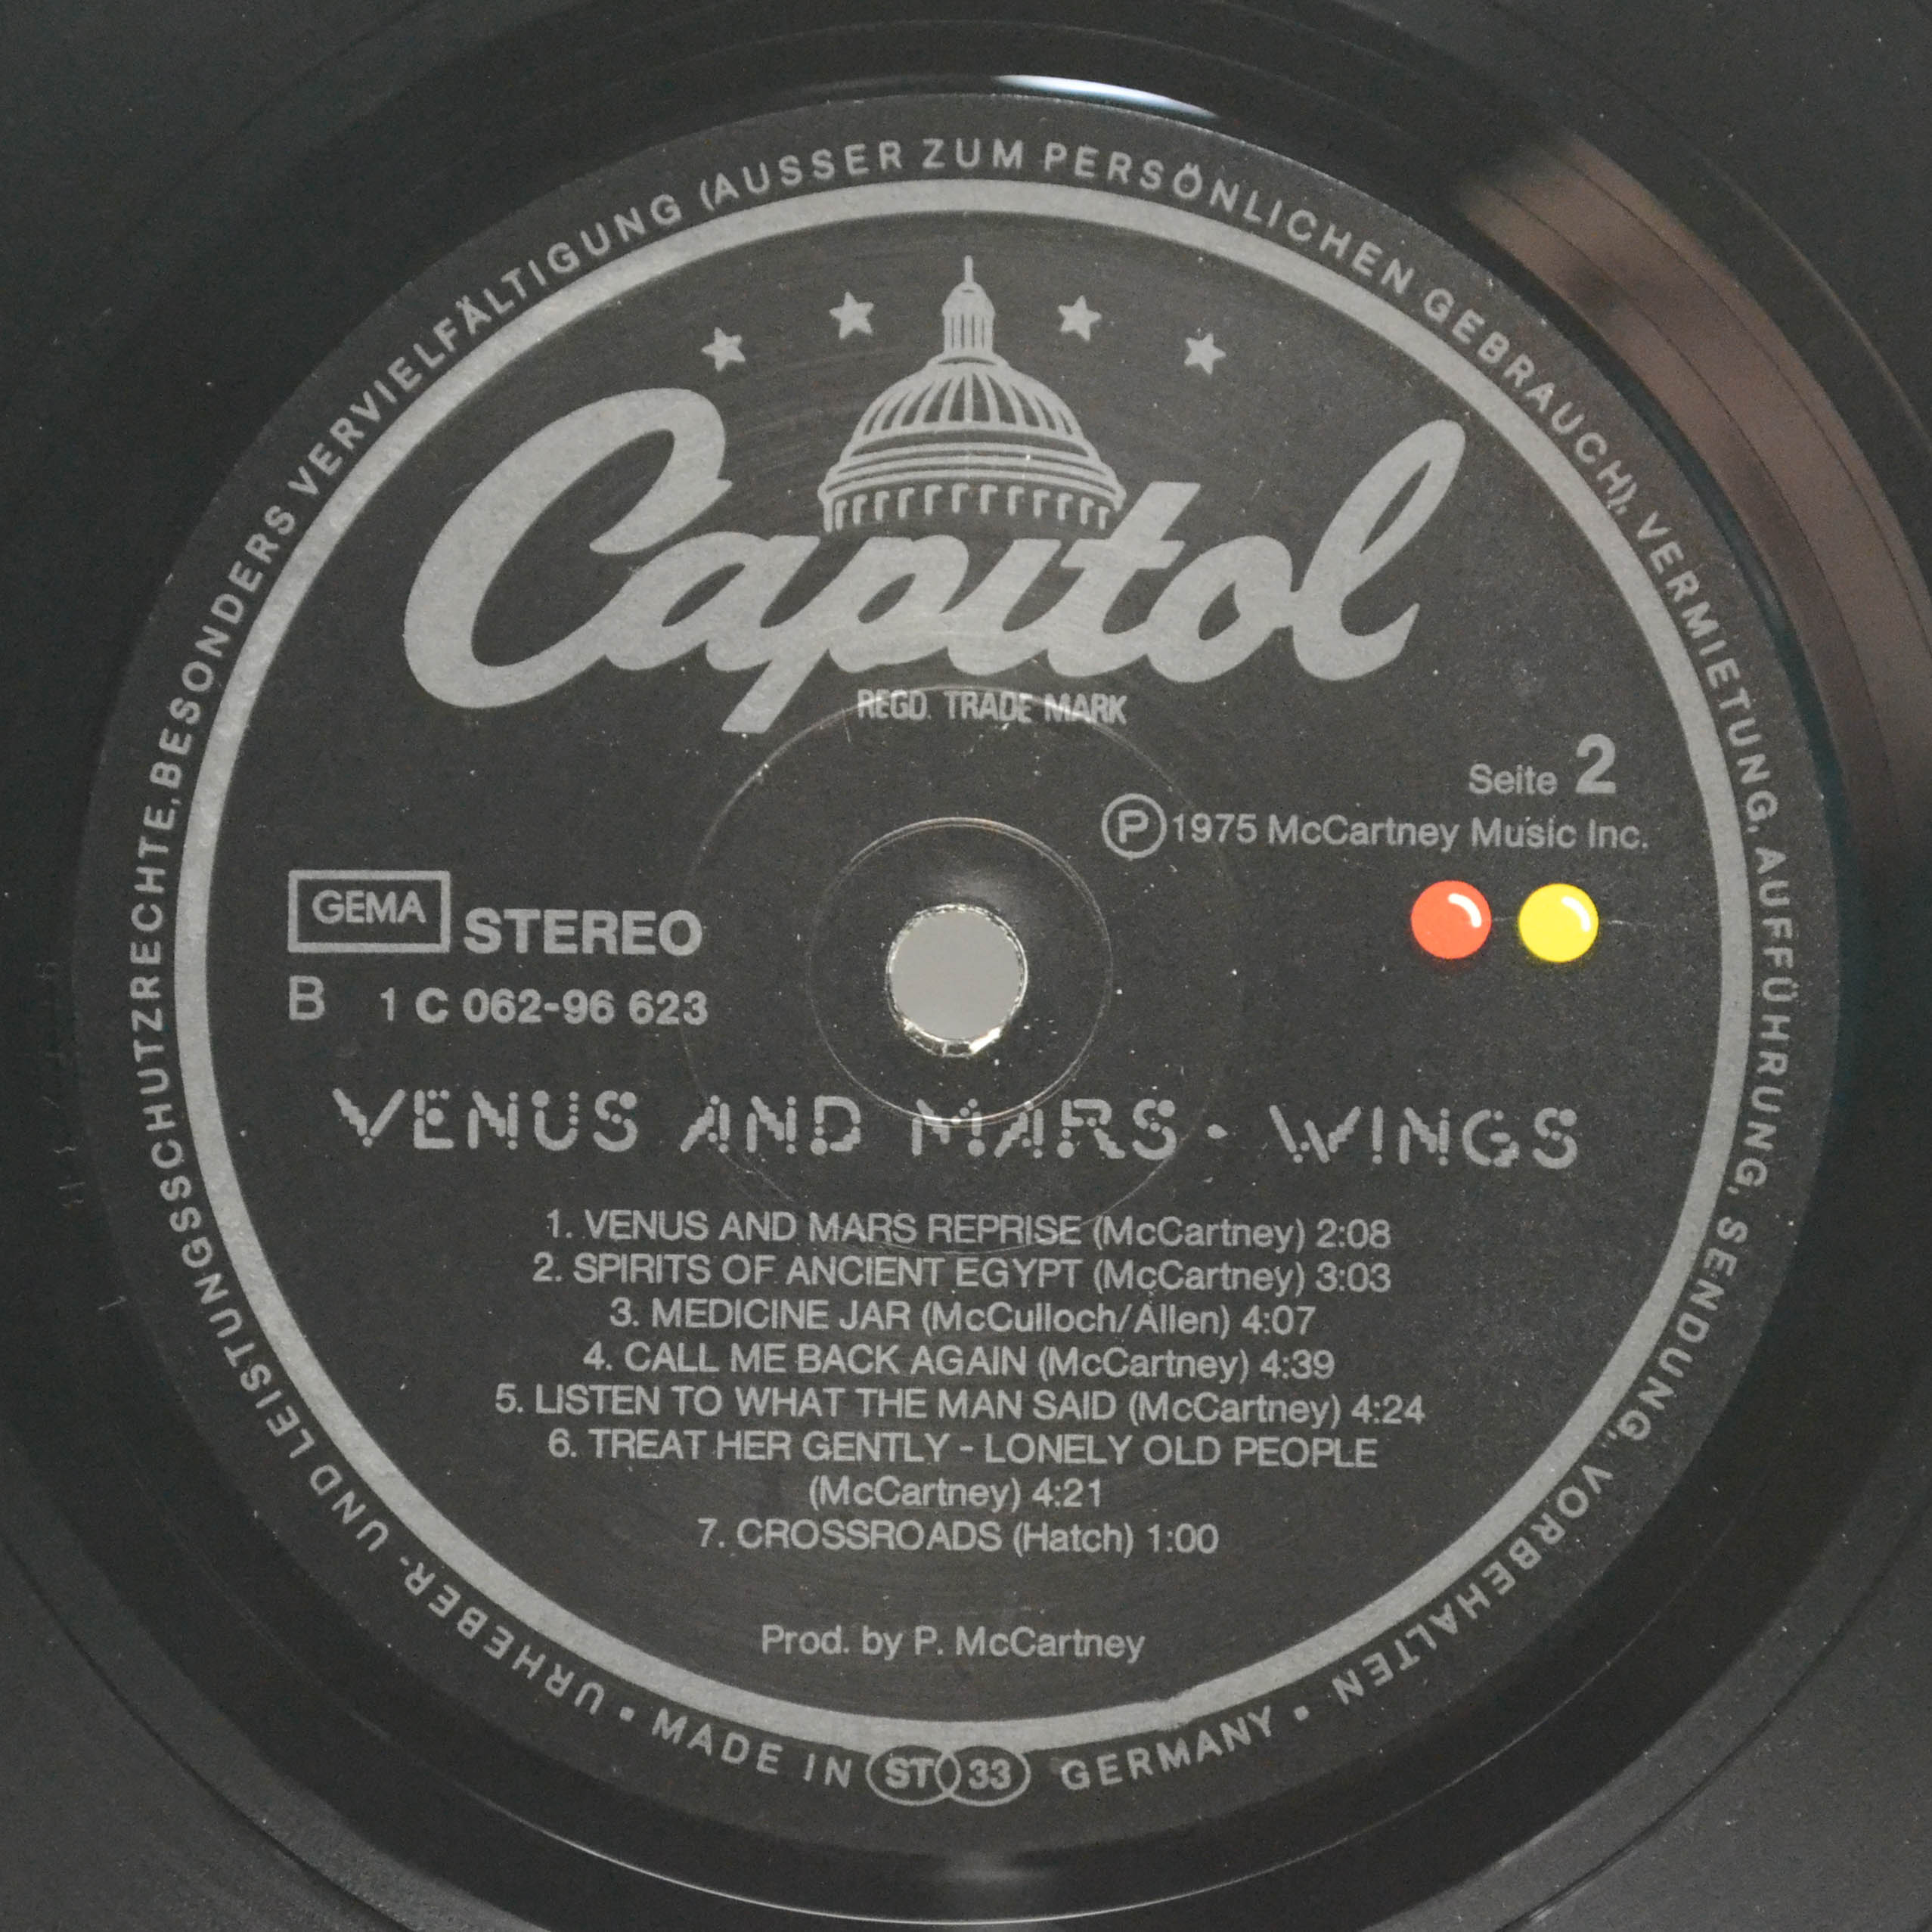 URHEBER- UND LEISTUNGSSCHUTZRECHTE, BESONDERS VERVIELFÄLTIGUNG (AUSSER ZUM PERSÖNLICHEN GEBRAUCH), VERMIETUNG, AUFFÜHRUNG, SENDUNG, VORBEHALTEN •
Capitol
REGD. TRADE MARK
Seite 2
Ⓟ1975 McCartney Music Inc.
GEMA STEREO
B 1 C 062-96 623
VENUS AND MARS • WINGS
1. VENUS AND MARS REPRISE (McCartney) 2:08
2. SPIRITS OF ANCIENT EGYPT (McCartney) 3:03
3. MEDICINE JAR (McCulloch/Allen) 4:07
4. CALL ME BACK AGAIN (McCartney) 4:39
5. LISTEN TO WHAT THE MAN SAID (McCartney) 4:24
6. TREAT HER GENTLY - LONELY OLD PEOPLE
(McCartney) 4:21
7. CROSSROADS (Hatch) 1:00
Prod. by P. McCartney
• MADE IN ST 33 GERMANY